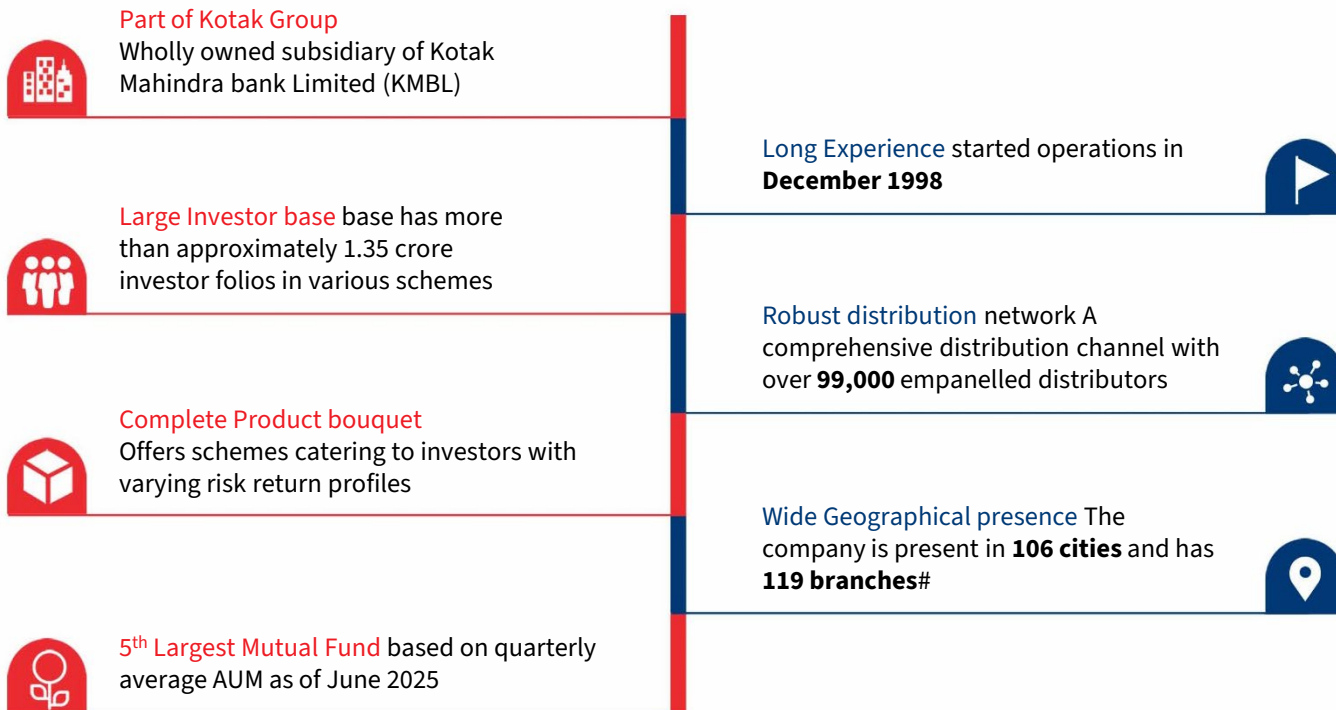 Part of Kotak Group
Wholly owned subsidiary of Kotak
Mahindra bank Limited (KMBL)
Long Experience started operations in
December 1998
Large Investor base base has more
than approximately 1.35 crore
investor folios in various schemes
Robust distribution network A
comprehensive distribution channel with
over 99,000 empanelled distributors
Complete Product bouquet
Offers schemes catering to investors with
varying risk return profiles
Wide Geographical presence The
company is present in 106 cities and has
119 branches#
5th Largest Mutual Fund based on quarterly
average AUM as of June 2025